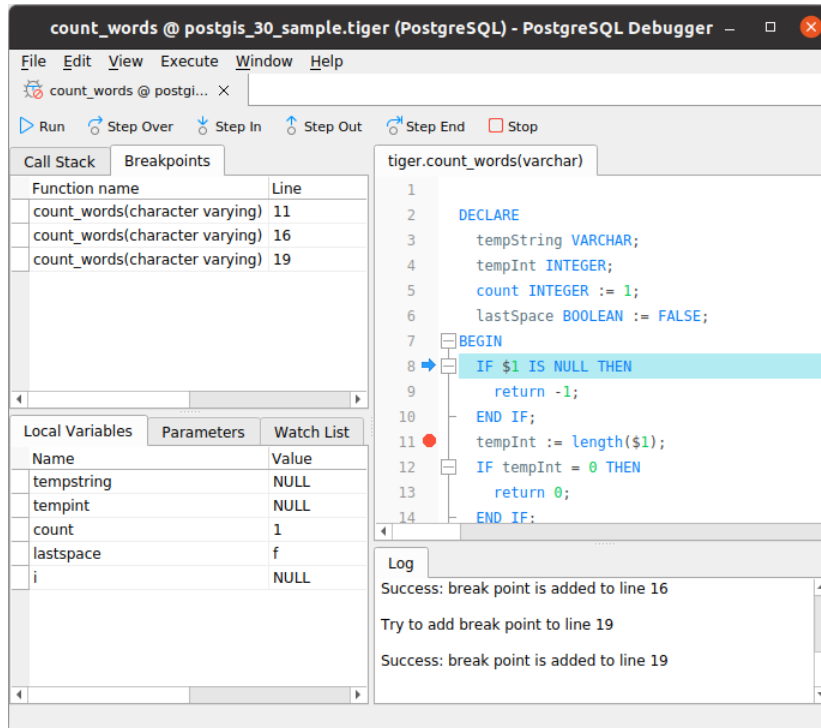 count_words @ postgis_30_sample.tiger (PostgreSQL) - PostgreSQL Debugger
File Edit View Execute Window Help
count_words @ postgi...
Run Step Over Step In Step Out Step End Stop
Call Stack Breakpoints
Function name Line
count_words(character varying) 11
count_words(character varying) 16
count_words(character varying) 19
Local Variables Parameters Watch List
Name Value
tempstring NULL
tempint NULL
count 1
lastspace f
i NULL
tiger.count_words(varchar)
1
2 DECLARE
3 tempString VARCHAR;
4 tempInt INTEGER;
5 count INTEGER := 1;
6 lastSpace BOOLEAN := FALSE;
7 BEGIN
8 IF $1 IS NULL THEN
9 return -1;
10 END IF;
11 tempInt := length($1);
12 IF tempInt = 0 THEN
13 return 0;
14 END IF;
Log
Success: break point is added to line 16
Try to add break point to line 19
Success: break point is added to line 19